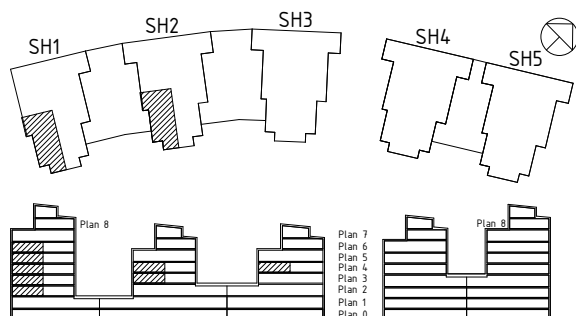 SH1
SH2
SH3
SH4
SH5
Plan 8
Plan 7
Plan 6
Plan 5
Plan 4
Plan 3
Plan 2
Plan 1
Plan 0
Plan 8